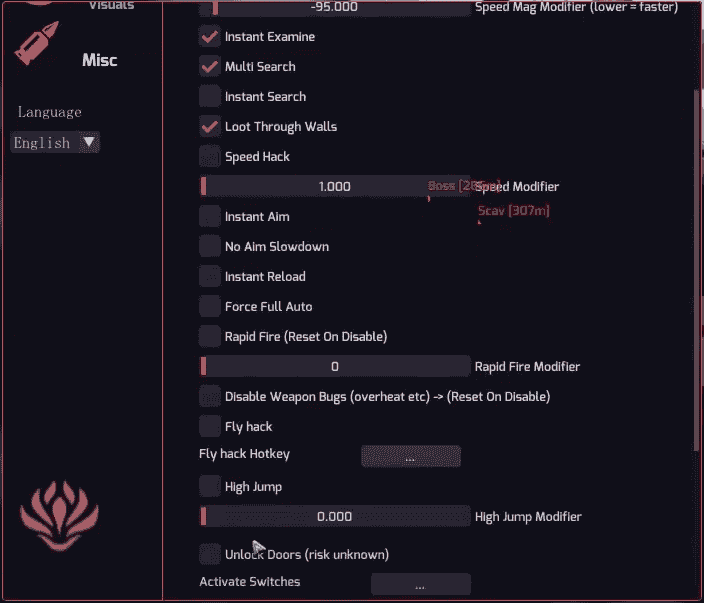 Visuals
Misc
Language
English
-95.000 Speed Mag Modifier (lower = faster)
Instant Examine
Multi Search
Instant Search
Loot Through Walls
Speed Hack
1.000 Speed Modifier
Boss
Scav [307m]
Instant Aim
No Aim Slowdown
Instant Reload
Force Full Auto
Rapid Fire (Reset On Disable)
0 Rapid Fire Modifier
Disable Weapon Bugs (overheat etc) -> (Reset On Disable)
Fly hack
Fly hack Hotkey ...
High Jump
0.000 High Jump Modifier
Unlock Doors (risk unknown)
Activate Switches ...